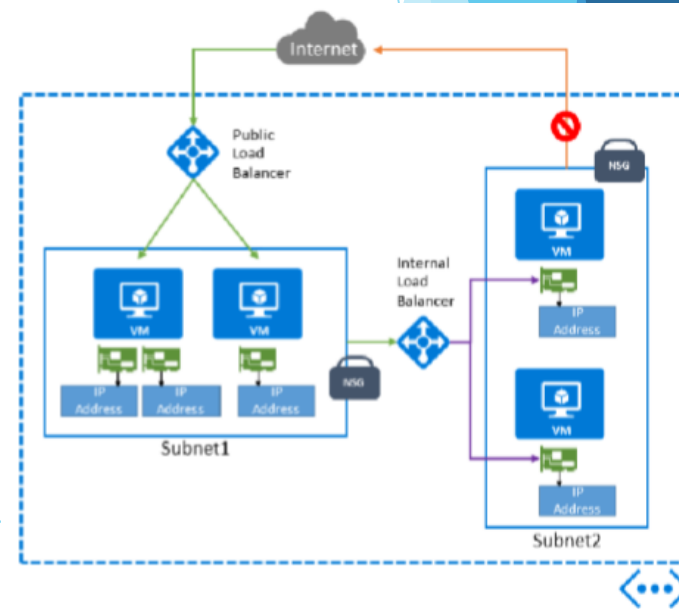 Internet
Public
Load
Balancer
NSG
VM
IP
Address
Internal
Load
Balancer
VM
VM
IP
Address
IP
Address
IP
Address
NSG
VM
IP
Address
Subnet1
Subnet2